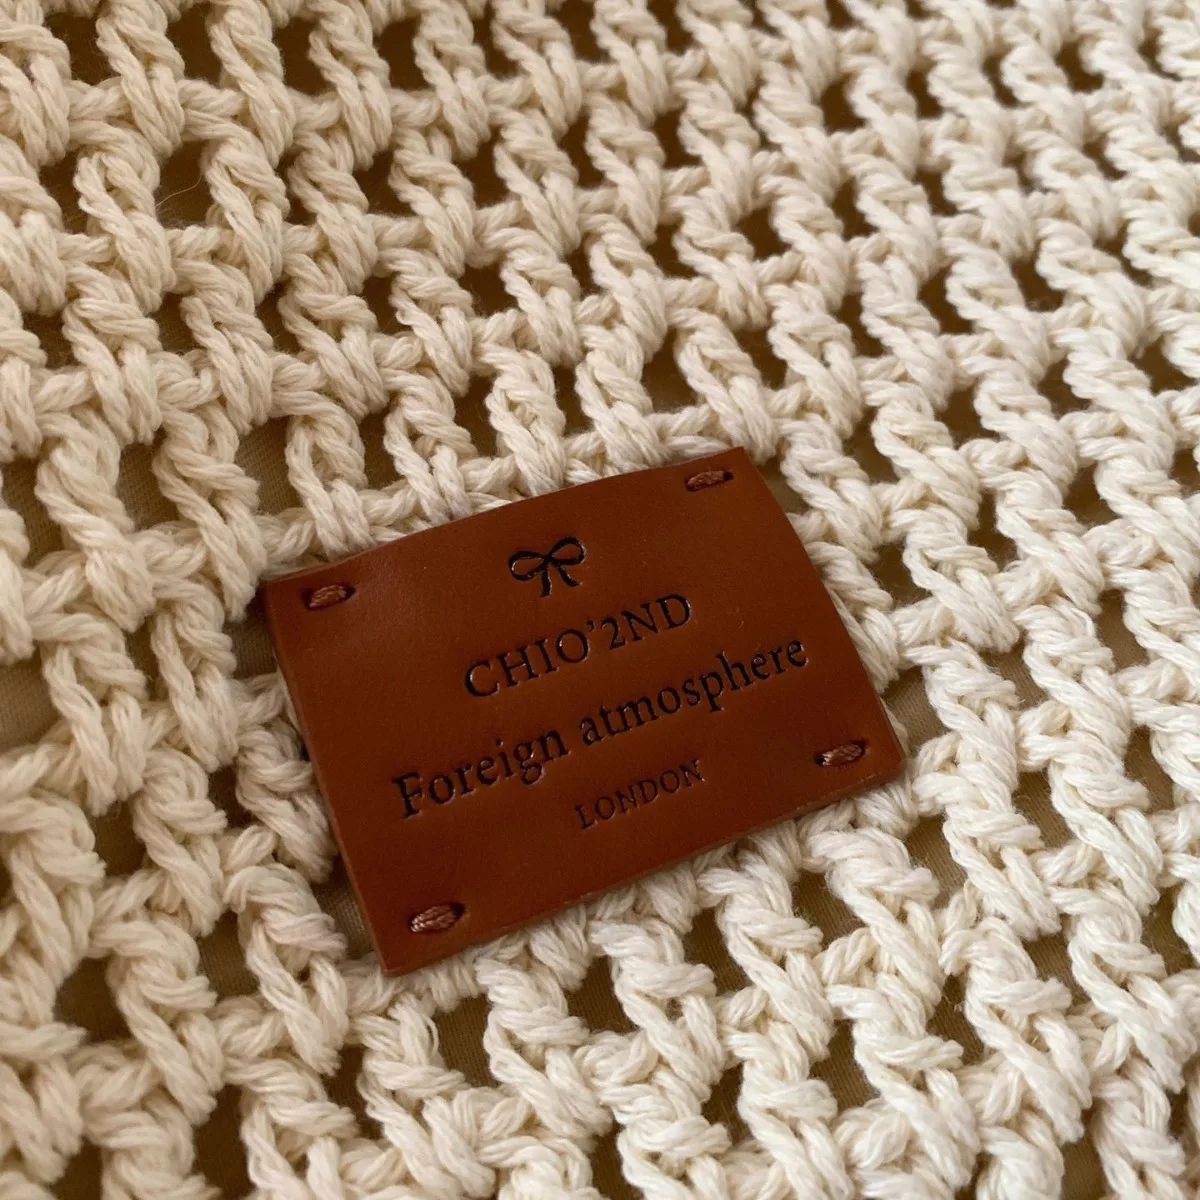 CHIO'2ND
Foreign atmosphere
LONDON